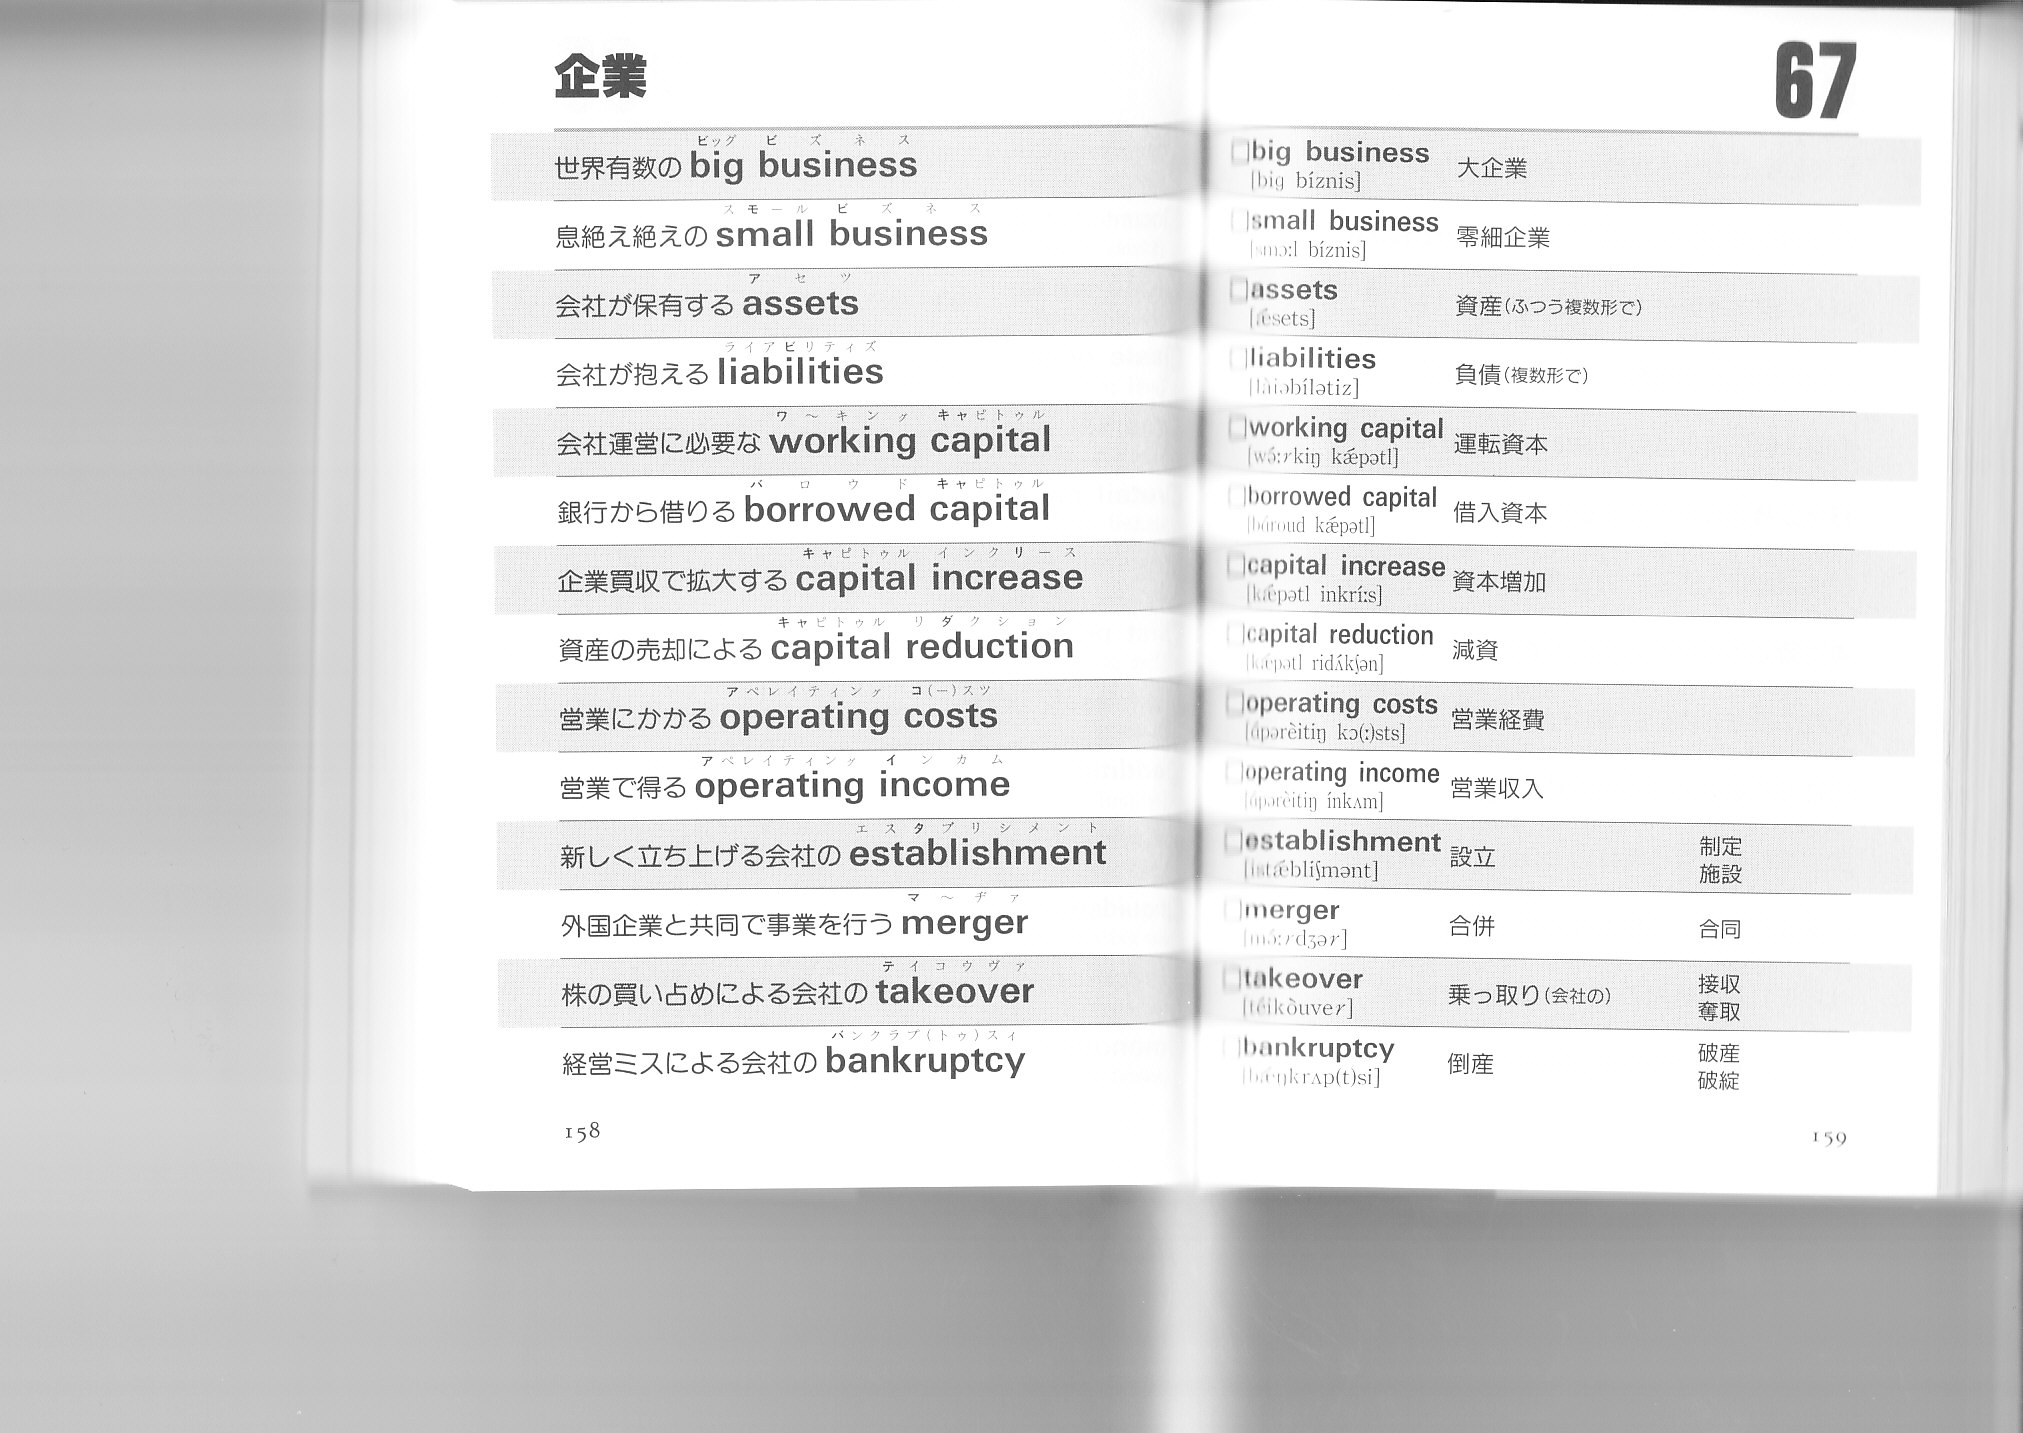 企業
ビッグ ビズネス
世界有数の big business
スモール ビズネス
息絶え絶えの small business
アセツ
会社が保有する assets
ライアビリティズ
会社が抱える liabilities
ワ〜キング キャピトゥル
会社運営に必要な working capital
バロウド キャピトゥル
銀行から借りる borrowed capital
キャピトゥル インクリース
企業買収で拡大する capital increase
キャピトゥル リダクション
資産の売却による capital reduction
アペレイティング コ(ー)スツ
営業にかかる operating costs
アペレイティング インカム
営業で得る operating income
エスタブリシメント
新しく立ち上げる会社の establishment
マ〜ヂァ
外国企業と共同で事業を行う merger
テイコウヴァ
株の買い占めによる会社の takeover
バンクラプ(トゥ)スィ
経営ミスによる会社の bankruptcy
158
67
big business 大企業
[big bíznis]
small business 零細企業
[smɔːl bíznis]
assets 資産(ふつう複数形で)
[ǽsets]
liabilities 負債(複数形で)
[làiəbílətiz]
working capital 運転資本
[wə́ːrkiŋ kǽpətl]
borrowed capital 借入資本
[bároud kǽpətl]
capital increase 資本増加
[kǽpətl inkríːs]
capital reduction 減資
[kǽpətl ridʌ́kʃən]
operating costs 営業経費
[ápərèitiŋ kɔ(ː)sts]
operating income 営業収入
[ápərèitiŋ ínkʌm]
establishment 設立 制定
[istǽbliʃmənt] 施設
merger 合併 合同
[mə́ːrdʒər]
takeover 乗っ取り(会社の) 接収
[téikòuver] 奪取
bankruptcy 倒産 破産
[bǽŋkrʌp(t)si] 破綻
159